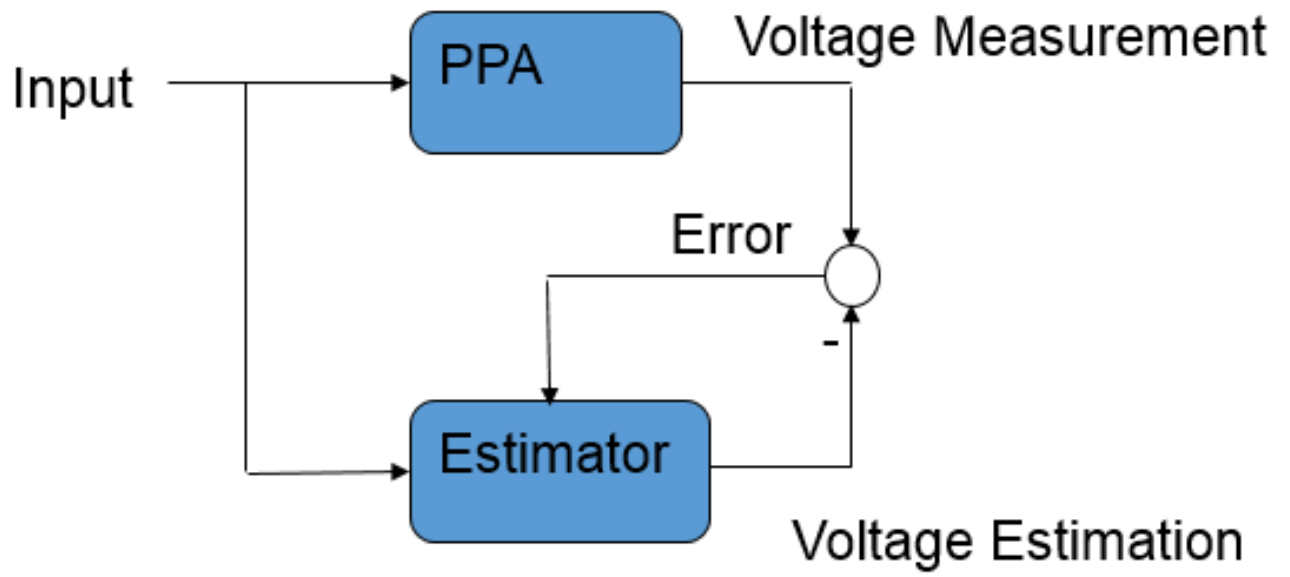 Voltage Measurement
PPA
Input
Error
-
Estimator
Voltage Estimation